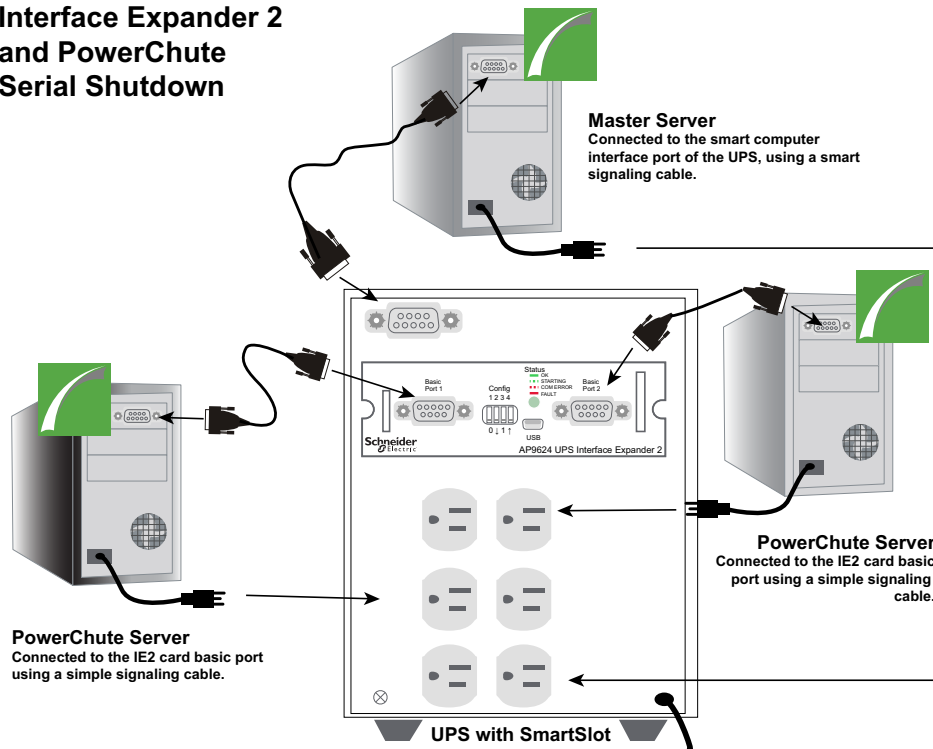 Interface Expander 2
and PowerChute
Serial Shutdown
Master Server
Connected to the smart computer
interface port of the UPS, using a smart
signaling cable.
Basic
Port 1
Config
1 2 3 4
0 ↓ 1 ↑
Status
OK
STARTING
COM ERROR
FAULT
USB
Basic
Port 2
Schneider
Electric
AP9624 UPS Interface Expander 2
PowerChute Server
Connected to the IE2 card basic
port using a simple signaling
cable.
PowerChute Server
Connected to the IE2 card basic port
using a simple signaling cable.
UPS with SmartSlot